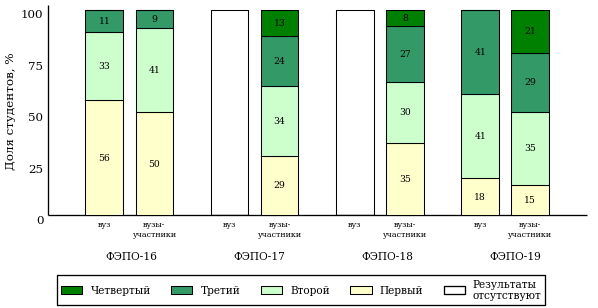 100
75
50
25
0
Доля студентов, %
11
33
56
9
41
50
13
24
34
29
8
27
30
35
41
41
18
21
29
35
15
вуз
вузы-
участники
вуз
вузы-
участники
вуз
вузы-
участники
вуз
вузы-
участники
ФЭПО-16
ФЭПО-17
ФЭПО-18
ФЭПО-19
Четвертый
Третий
Второй
Первый
Результаты
отсутствуют